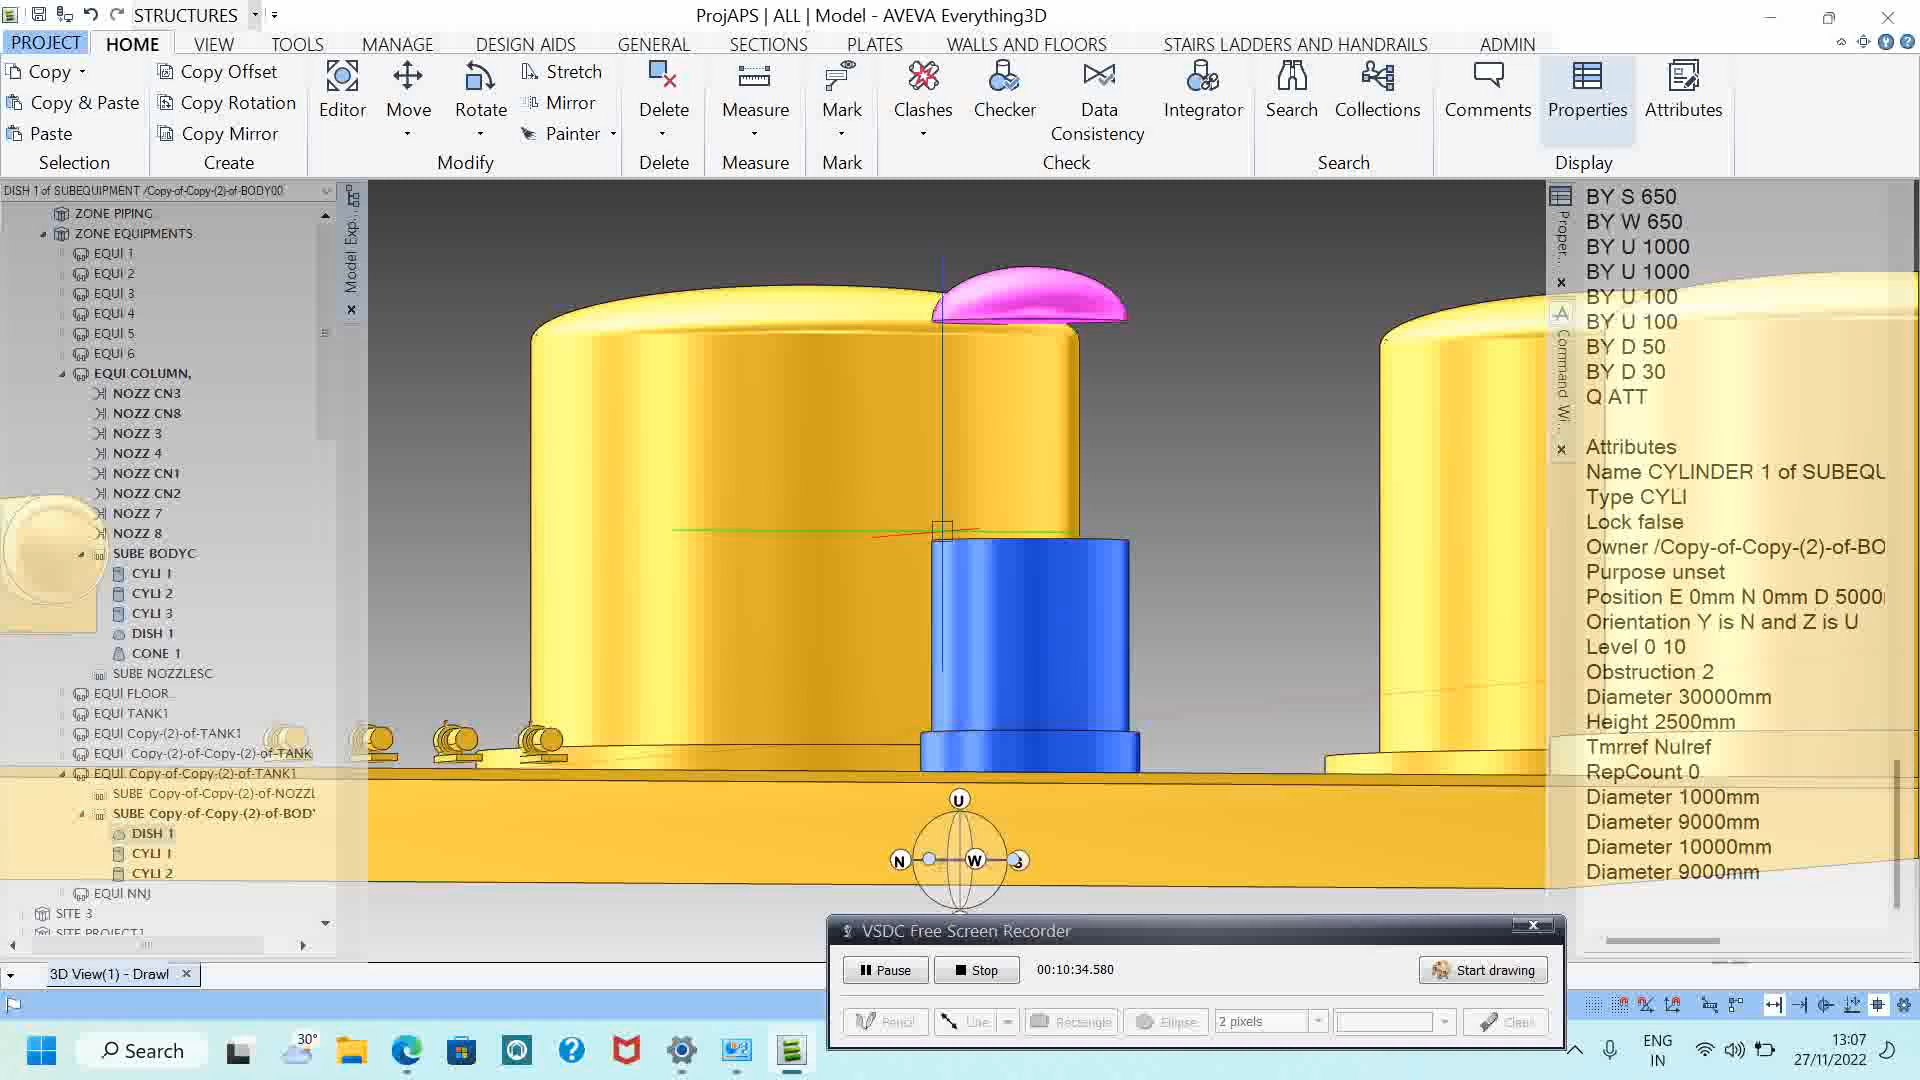 STRUCTURES
ProjAPS | ALL | Model - AVEVA Everything3D
PROJECT HOME VIEW TOOLS MANAGE DESIGN AIDS GENERAL SECTIONS PLATES WALLS AND FLOORS STAIRS LADDERS AND HANDRAILS ADMIN
Copy
Copy & Paste
Paste
Selection
Copy Offset
Copy Rotation
Copy Mirror
Create
Editor
Move
Rotate
Stretch
Mirror
Painter
Modify
Delete
Delete
Measure
Measure
Mark
Mark
Clashes
Checker
Data
Consistency
Integrator
Check
Search
Collections
Search
Comments
Properties
Attributes
Display
DISH 1 of SUBEQUIPMENT /Copy-of-Copy-(2)-of-BODY00
ZONE PIPING
ZONE EQUIPMENTS
EQUI 1
EQUI 2
EQUI 3
EQUI 4
EQUI 5
EQUI 6
EQUI COLUMN,
NOZZ CN3
NOZZ CN8
NOZZ 3
NOZZ 4
NOZZ CN1
NOZZ CN2
NOZZ 7
NOZZ 8
SUBE BODYC
CYLI 1
CYLI 2
CYLI 3
DISH 1
CONE 1
SUBE NOZZLESC
EQUI FLOOR
EQUI TANK1
EQUI Copy-(2)-of-TANK1
EQUI Copy-(2)-of-Copy-(2)-of-TANK
EQUI Copy-of-Copy-(2)-of-TANK1
SUBE Copy-of-Copy-(2)-of-NOZZL
SUBE Copy-of-Copy-(2)-of-BOD
DISH 1
CYLI 1
CYLI 2
EQUI NNJ
SITE 3
SITE PROJECT1
Model Exp...
U
N
W
S
Proper...
Command Wi...
BY S 650
BY W 650
BY U 1000
BY U 1000
BY U 100
BY U 100
BY D 50
BY D 30
Q ATT
Attributes
Name CYLINDER 1 of SUBEQU
Type CYLI
Lock false
Owner /Copy-of-Copy-(2)-of-BO
Purpose unset
Position E 0mm N 0mm D 5000
Orientation Y is N and Z is U
Level 0 10
Obstruction 2
Diameter 30000mm
Height 2500mm
Tmrref Nulref
RepCount 0
Diameter 1000mm
Diameter 9000mm
Diameter 10000mm
Diameter 9000mm
3D View(1) - Drawl
VSDC Free Screen Recorder
Pause
Stop
00:10:34.580
Start drawing
Pencil
Line
Rectangle
Ellipse
2 pixels
Clear
30°
Search
ENG
IN
13:07
27/11/2022